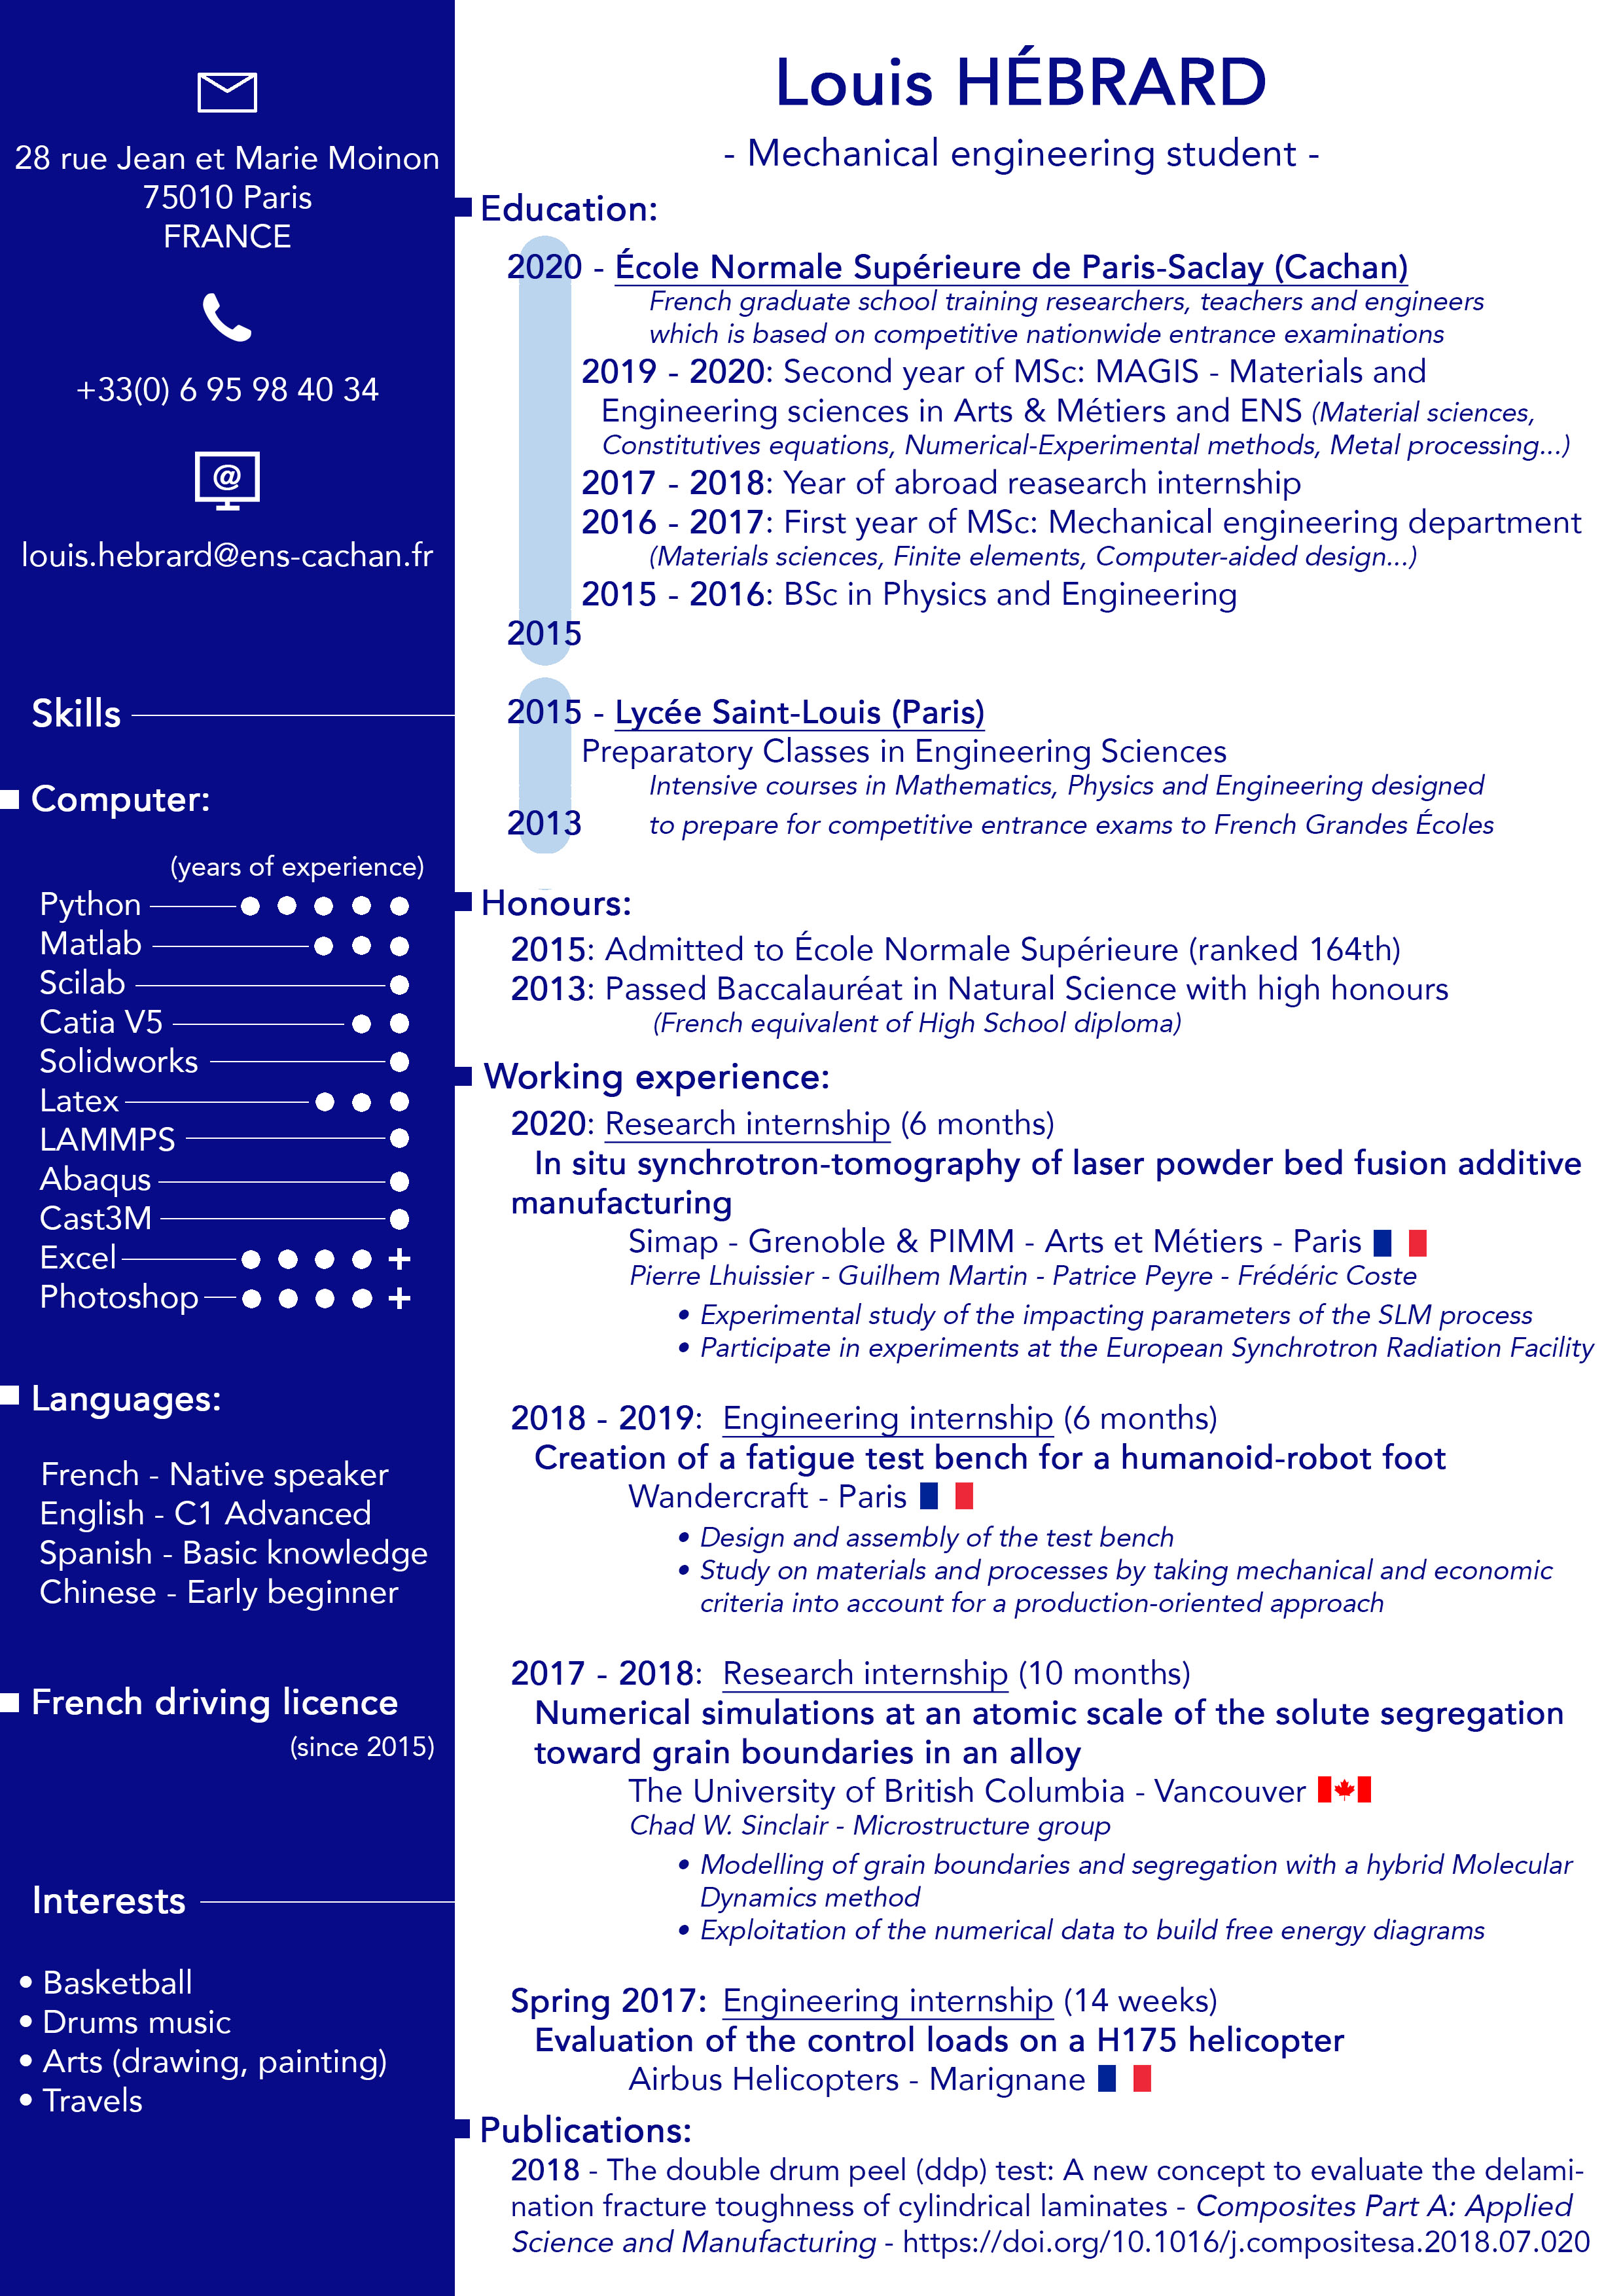 28 rue Jean et Marie Moinon
75010 Paris
FRANCE
+33(0) 6 95 98 40 34
@
louis.hebrard@ens-cachan.fr
Skills
Computer:
(years of experience)
Python
Matlab
Scilab
Catia V5
Solidworks
Latex
LAMMPS
Abaqus
Cast3M
Excel +
Photoshop +
Languages:
French - Native speaker
English - C1 Advanced
Spanish - Basic knowledge
Chinese - Early beginner
French driving licence
(since 2015)
Interests
• Basketball
• Drums music
• Arts (drawing, painting)
• Travels
Louis HÉBRARD
- Mechanical engineering student -
Education:
2020 - École Normale Supérieure de Paris-Saclay (Cachan)
French graduate school training researchers, teachers and engineers
which is based on competitive nationwide entrance examinations
2019 - 2020: Second year of MSc: MAGIS - Materials and
Engineering sciences in Arts & Métiers and ENS (Material sciences,
Constitutives equations, Numerical-Experimental methods, Metal processing...)
2017 - 2018: Year of abroad reasearch internship
2016 - 2017: First year of MSc: Mechanical engineering department
(Materials sciences, Finite elements, Computer-aided design...)
2015 - 2016: BSc in Physics and Engineering
2015
2015 - Lycée Saint-Louis (Paris)
Preparatory Classes in Engineering Sciences
Intensive courses in Mathematics, Physics and Engineering designed
2013 to prepare for competitive entrance exams to French Grandes Écoles
Honours:
2015: Admitted to École Normale Supérieure (ranked 164th)
2013: Passed Baccalauréat in Natural Science with high honours
(French equivalent of High School diploma)
Working experience:
2020: Research internship (6 months)
In situ synchrotron-tomography of laser powder bed fusion additive
manufacturing
Simap - Grenoble & PIMM - Arts et Métiers - Paris
Pierre Lhuissier - Guilhem Martin - Patrice Peyre - Frédéric Coste
• Experimental study of the impacting parameters of the SLM process
• Participate in experiments at the European Synchrotron Radiation Facility
2018 - 2019: Engineering internship (6 months)
Creation of a fatigue test bench for a humanoid-robot foot
Wandercraft - Paris
• Design and assembly of the test bench
• Study on materials and processes by taking mechanical and economic
criteria into account for a production-oriented approach
2017 - 2018: Research internship (10 months)
Numerical simulations at an atomic scale of the solute segregation
toward grain boundaries in an alloy
The University of British Columbia - Vancouver
Chad W. Sinclair - Microstructure group
• Modelling of grain boundaries and segregation with a hybrid Molecular
Dynamics method
• Exploitation of the numerical data to build free energy diagrams
Spring 2017: Engineering internship (14 weeks)
Evaluation of the control loads on a H175 helicopter
Airbus Helicopters - Marignane
Publications:
2018 - The double drum peel (ddp) test: A new concept to evaluate the delami-
nation fracture toughness of cylindrical laminates - Composites Part A: Applied
Science and Manufacturing - https://doi.org/10.1016/j.compositesa.2018.07.020